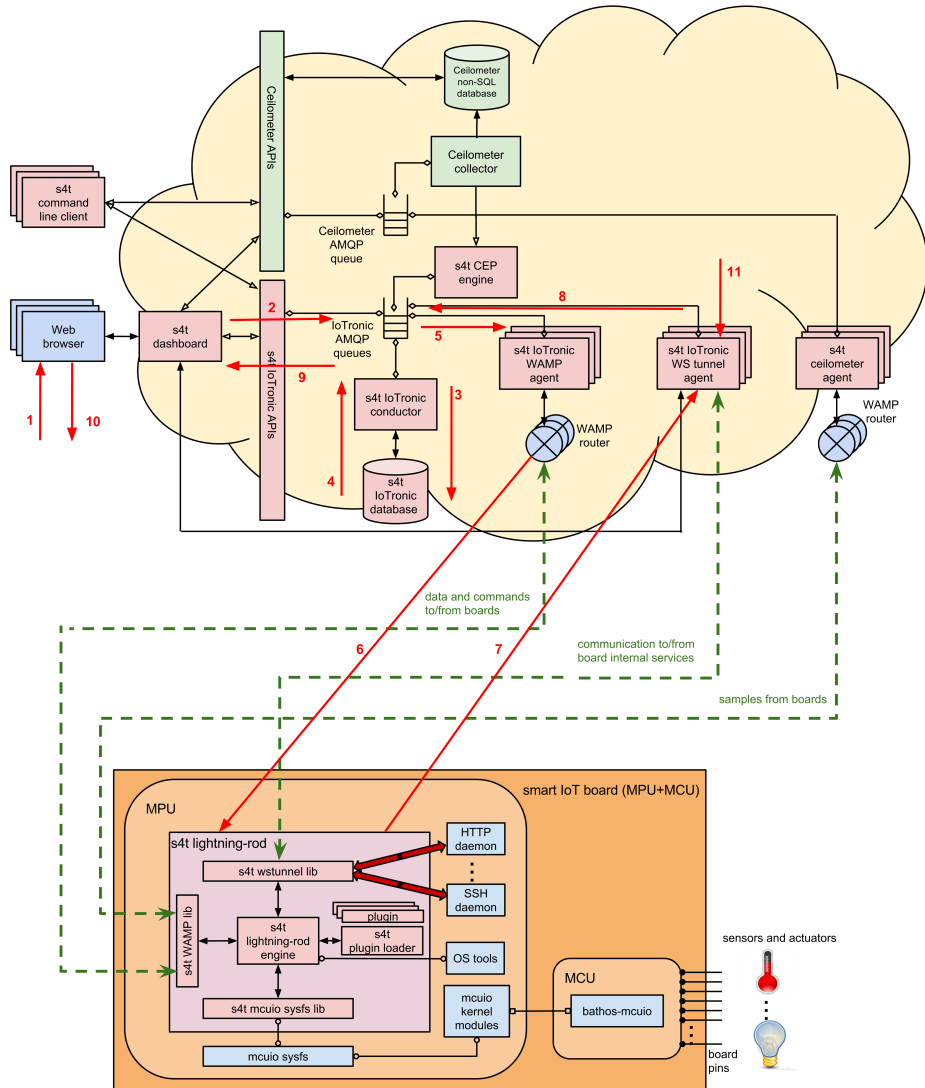 Ceilometer
non-SQL
database
Ceilometer APIs
Ceilometer
collector
s4t
command
line client
Ceilometer
AMQP
queue
s4t CEP
engine
11
2
8
Web
browser
s4t
dashboard
IoTronic
AMQP
queues
5
s4t IoTronic
WAMP
agent
s4t IoTronic
WS tunnel
agent
s4t
ceilometer
agent
s4t IoTronic APIs
9
1
10
s4t IoTronic
conductor
3
4
WAMP
router
WAMP
router
s4t
IoTronic
database
data and commands
to/from boards
6
7
communication to/from
board internal services
samples from boards
smart IoT board (MPU+MCU)
MPU
s4t lightning-rod
HTTP
daemon
s4t wstunnel lib
SSH
daemon
plugin
s4t WAMP lib
s4t
lightning-rod
engine
s4t
plugin loader
OS tools
sensors and actuators
MCU
s4t mcuio sysfs lib
mcuio
kernel
modules
bathos-mcuio
mcuio sysfs
board
pins